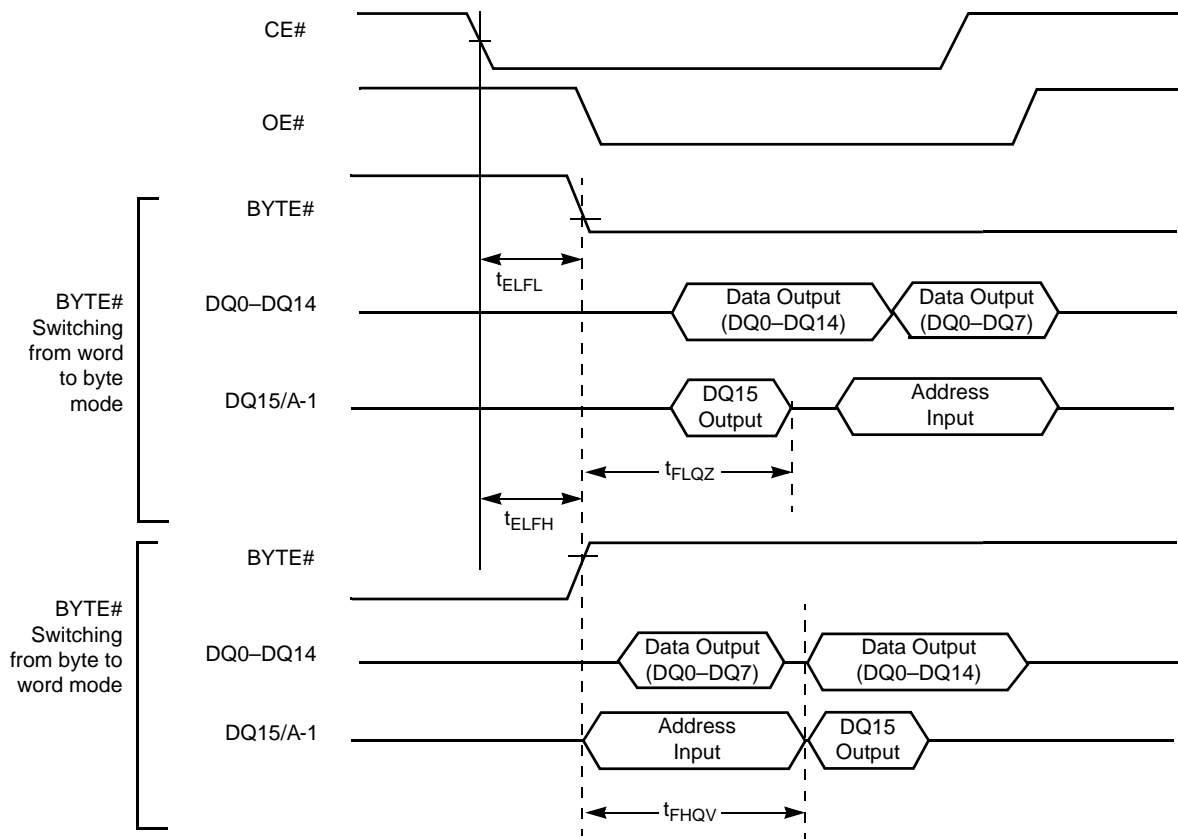 CE#
OE#
BYTE#
tELFL
BYTE#
Switching
from word
to byte
mode
DQ0–DQ14
Data Output
(DQ0–DQ14)
Data Output
(DQ0–DQ7)
DQ15/A-1
DQ15
Output
Address
Input
tFLQZ
tELFH
BYTE#
BYTE#
Switching
from byte to
word mode
DQ0–DQ14
Data Output
(DQ0–DQ7)
Data Output
(DQ0–DQ14)
DQ15/A-1
Address
Input
DQ15
Output
tFHQV